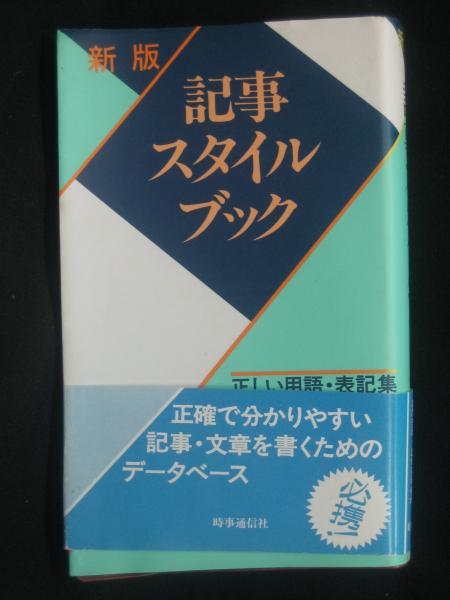 新版
記事
スタイル
ブック
正しい用語・表記集
正確で分かりやすい
記事・文章を書くための
データベース
必携!
時事通信社